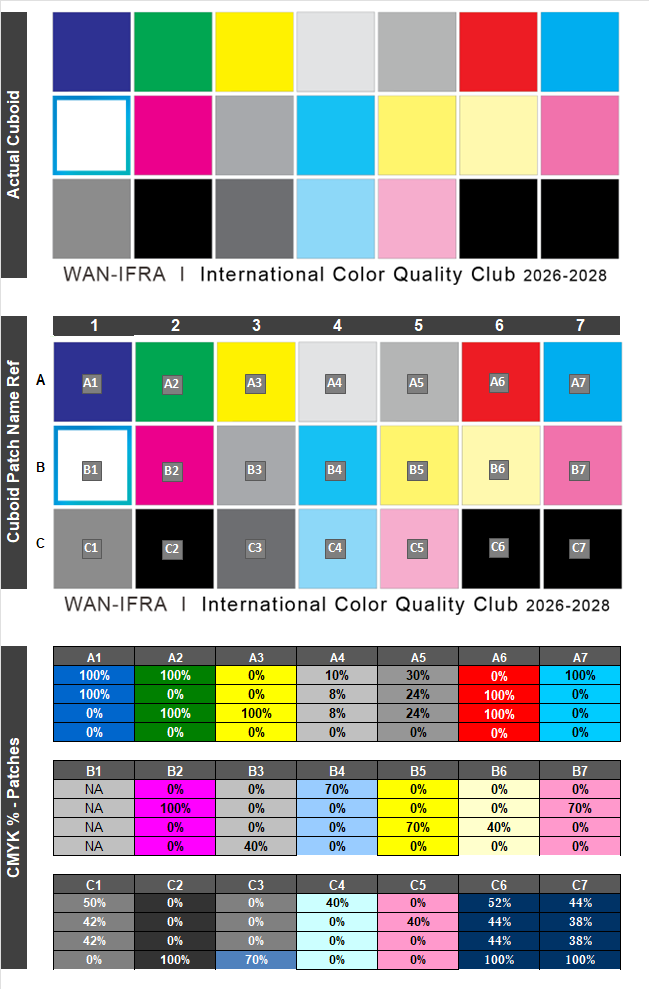 Actual Cuboid
WAN-IFRA I International Color Quality Club 2026-2028
Cuboid Patch Name Ref
1 2 3 4 5 6 7
A
A1 A2 A3 A4 A5 A6 A7
B
B1 B2 B3 B4 B5 B6 B7
C
C1 C2 C3 C4 C5 C6 C7
WAN-IFRA I International Color Quality Club 2026-2028
CMYK % - Patches
A1 A2 A3 A4 A5 A6 A7
100% 100% 0% 10% 30% 0% 100%
100% 0% 0% 8% 24% 100% 0%
0% 100% 100% 8% 24% 100% 0%
0% 0% 0% 0% 0% 0% 0%
B1 B2 B3 B4 B5 B6 B7
NA 0% 0% 70% 0% 0% 0%
NA 100% 0% 0% 0% 0% 70%
NA 0% 0% 0% 70% 40% 0%
NA 0% 40% 0% 0% 0% 0%
C1 C2 C3 C4 C5 C6 C7
50% 0% 0% 40% 0% 52% 44%
42% 0% 0% 0% 40% 44% 38%
42% 0% 0% 0% 0% 44% 38%
0% 100% 70% 0% 0% 100% 100%